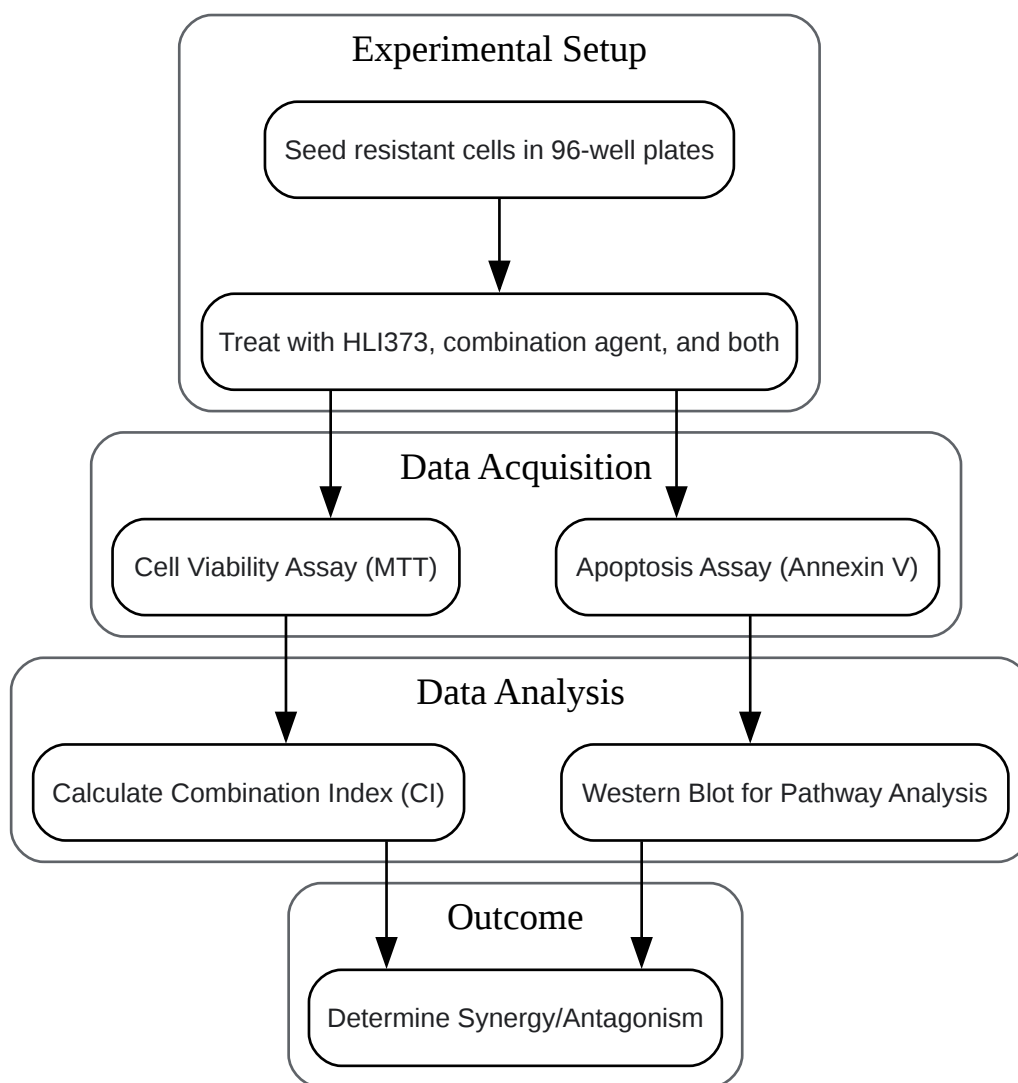 Experimental Setup
Seed resistant cells in 96-well plates
Treat with HLI373, combination agent, and both
Data Acquisition
Cell Viability Assay (MTT)
Apoptosis Assay (Annexin V)
Data Analysis
Calculate Combination Index (CI)
Western Blot for Pathway Analysis
Outcome
Determine Synergy/Antagonism